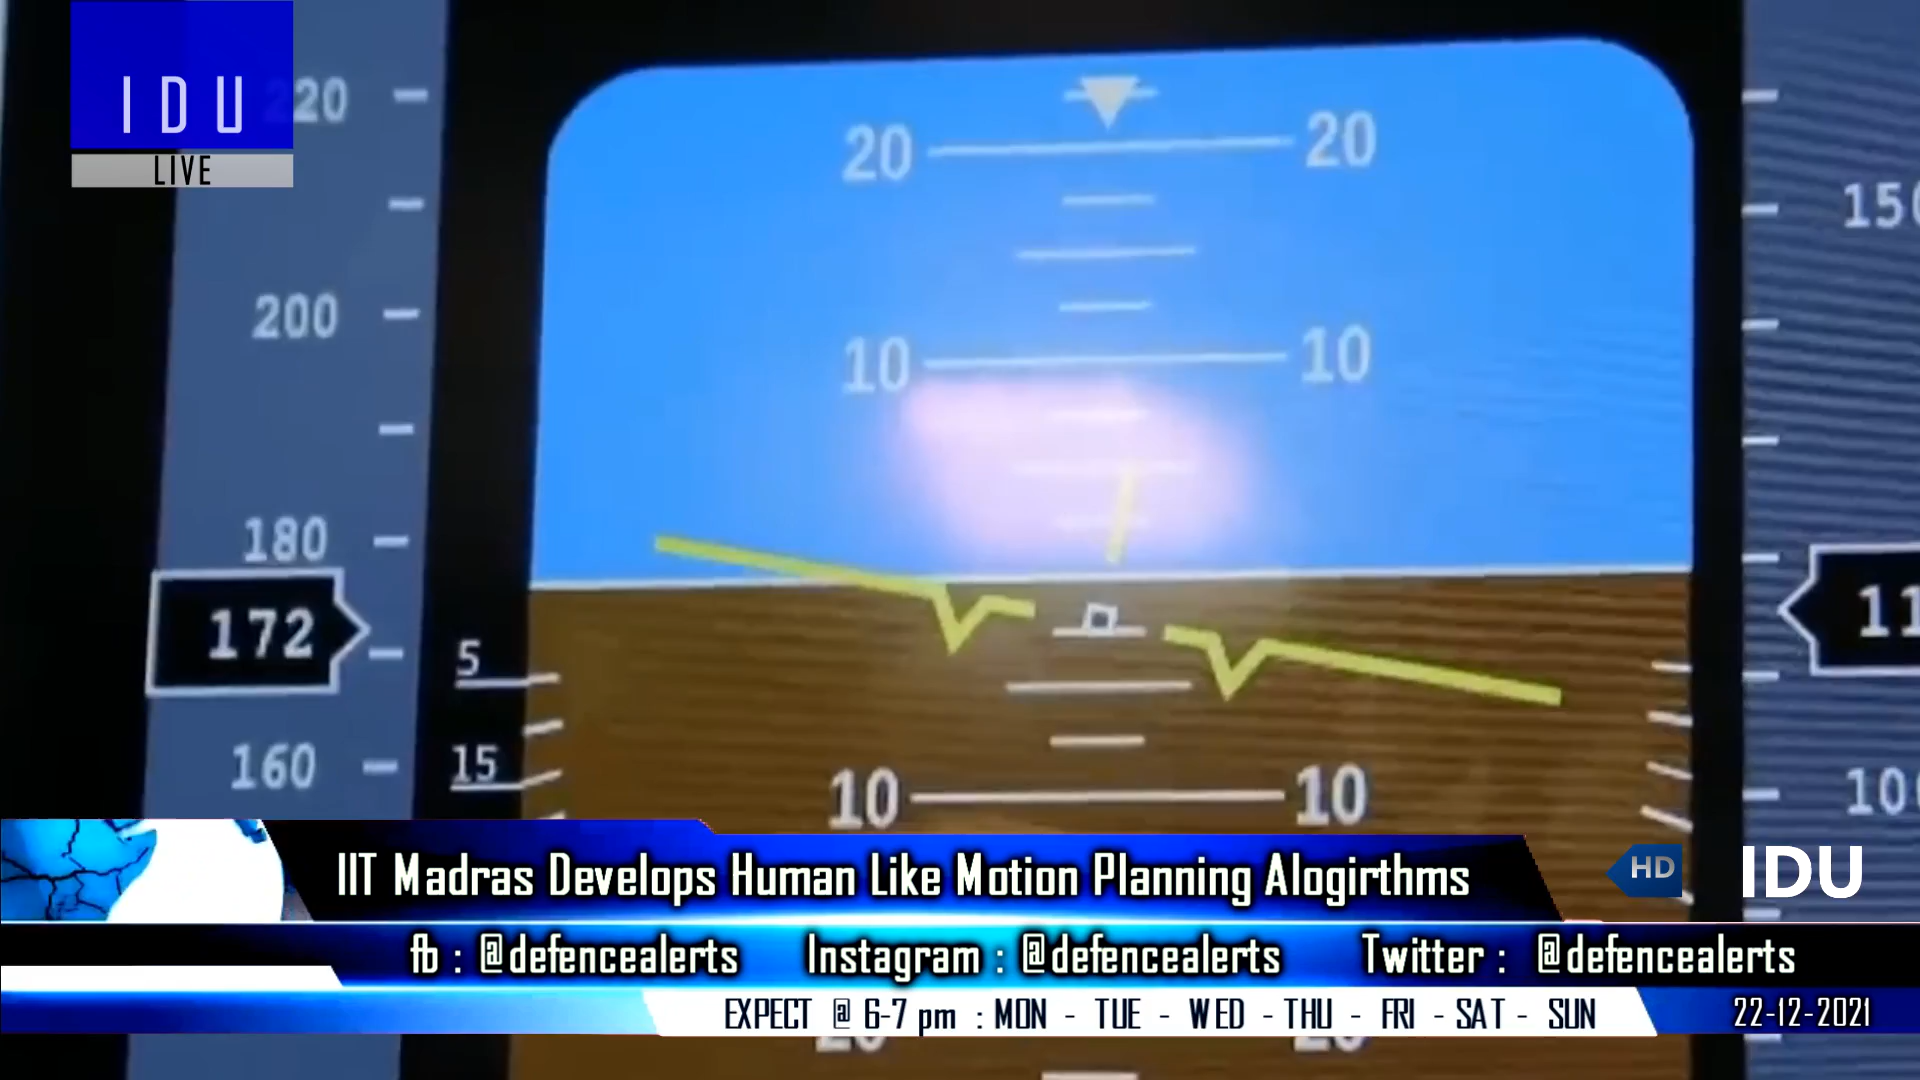 IDU
LIVE
220
20 20
150
200
10 10
180
172
11
5
15
160
10 10
100
IIT Madras Develops Human Like Motion Planning Alogirthms
HD IDU
fb : @defencealerts Instagram : @defencealerts Twitter : @defencealerts
EXPECT @ 6-7 pm : MON - TUE - WED - THU - FRI - SAT - SUN 22-12-2021
20 20